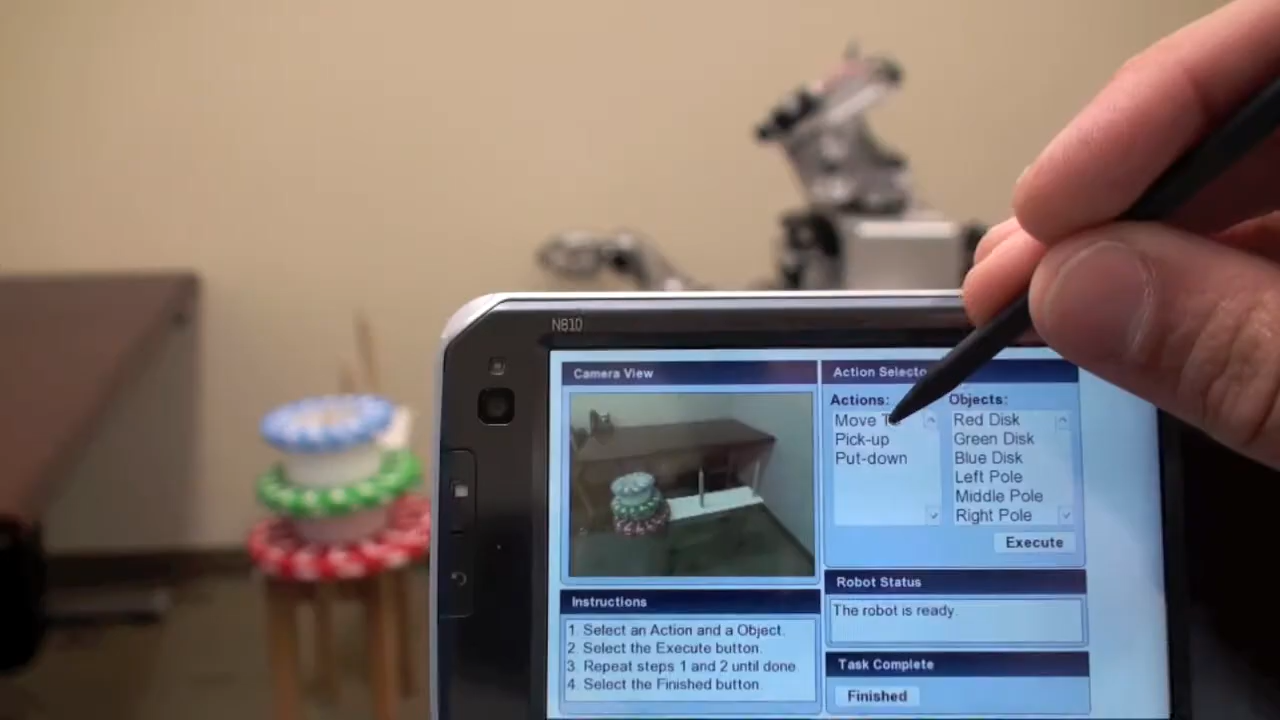 N810
Camera View
Action Selecto
Actions:
Objects:
Move T
Pick-up
Put-down
Red Disk
Green Disk
Blue Disk
Left Pole
Middle Pole
Right Pole
Execute
Robot Status
The robot is ready.
Instructions
1. Select an Action and a Object.
2. Select the Execute button.
3. Repeat steps 1 and 2 until done.
4. Select the Finished button.
Task Complete
Finished